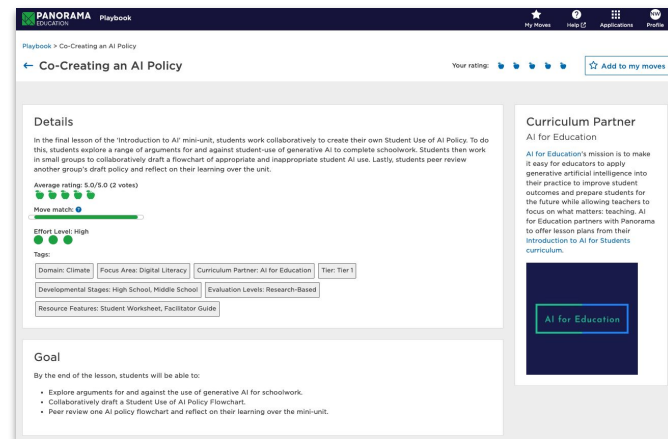 PANORAMA
EDUCATION
Playbook
My Moves
Help
Applications
NW
Profile
Playbook > Co-Creating an AI Policy
← Co-Creating an AI Policy
Your rating:
Add to my moves
Details
In the final lesson of the 'Introduction to AI' mini-unit, students work collaboratively to create their own Student Use of AI Policy. To do
this, students explore a range of arguments for and against student-use of generative AI to complete schoolwork. Students then work
in small groups to collaboratively draft a flowchart of appropriate and inappropriate student AI use. Lastly, students peer review
another group's draft policy and reflect on their learning over the unit.
Average rating: 5.0/5.0 (2 votes)
Move match: ?
Effort Level: High
Tags:
Domain: Climate
Focus Area: Digital Literacy
Curriculum Partner: AI for Education
Tier: Tier 1
Developmental Stages: High School, Middle School
Evaluation Levels: Research-Based
Resource Features: Student Worksheet, Facilitator Guide
Goal
By the end of the lesson, students will be able to:
• Explore arguments for and against the use of generative AI for schoolwork.
• Collaboratively draft a Student Use of AI Policy Flowchart.
• Peer review one AI policy flowchart and reflect on their learning over the mini-unit.
Curriculum Partner
AI for Education
AI for Education's mission is to make
it easy for educators to apply
generative artificial intelligence into
their practice to improve student
outcomes and prepare students for
the future while allowing teachers to
focus on what matters: teaching. AI
for Education partners with Panorama
to offer lesson plans from their
Introduction to AI for Students
curriculum.
AI for Education